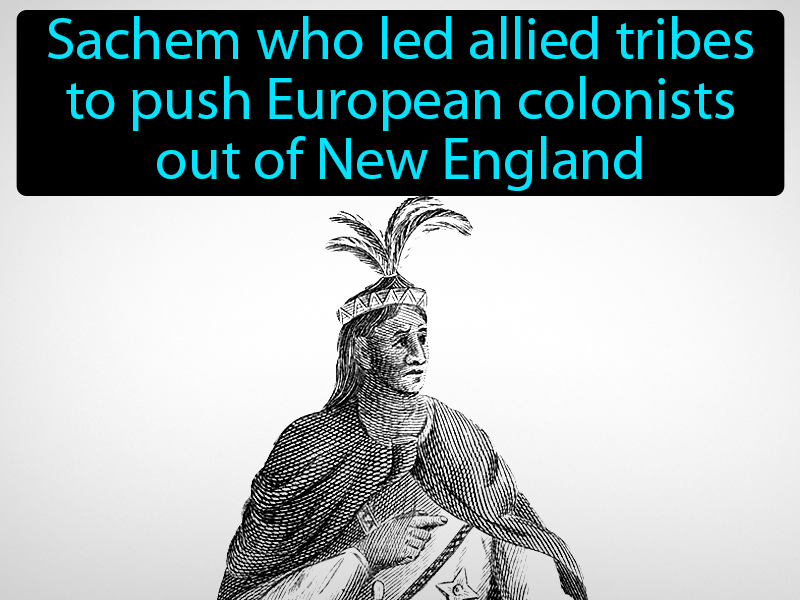 Sachem who led allied tribes
to push European colonists
out of New England